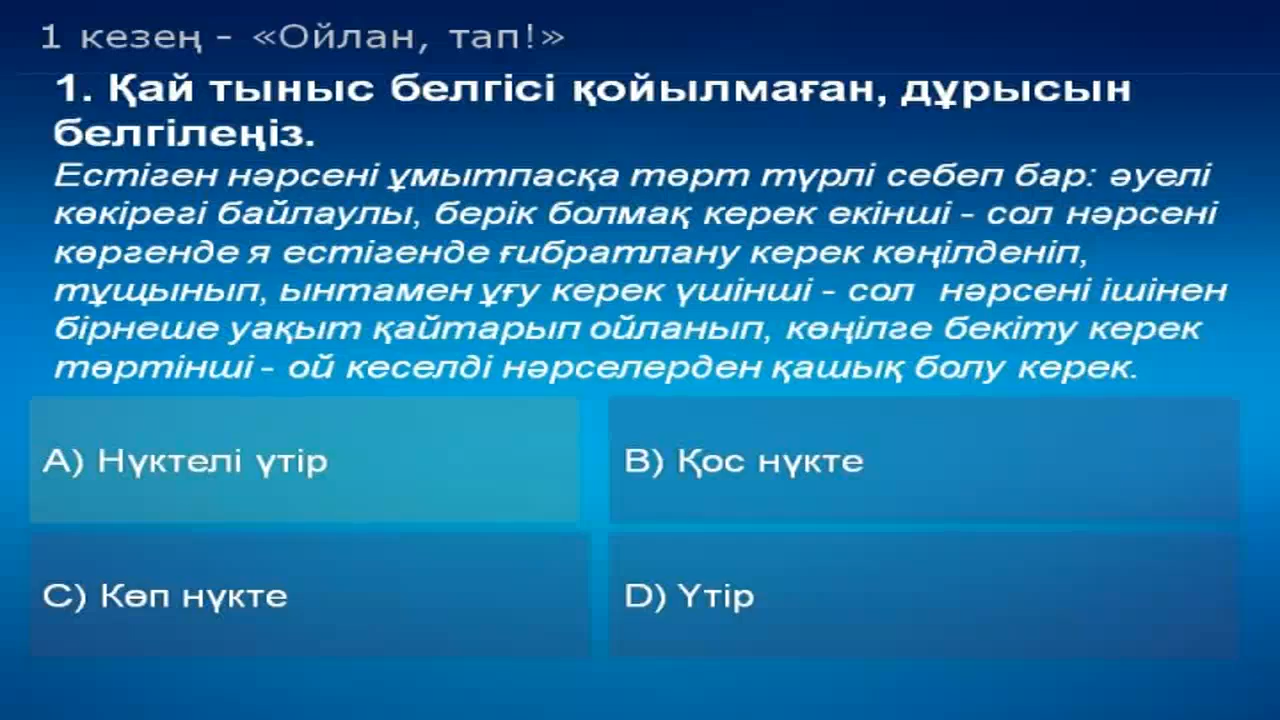 1 кезең - «Ойлан, тап!»
1. Қай тыныс белгісі қойылмаған, дұрысын
белгілеңіз.
Естіген нәрсені ұмытпасқа төрт түрлі себеп бар: әуелі
көкірегі байлаулы, берік болмақ керек екінші - сол нәрсені
көргенде я естігенде ғибратлану керек көңілденіп,
тұщынып, ынтамен ұғу керек үшінші - сол нәрсені ішінен
бірнеше уақыт қайтарып ойланып, көңілге бекіту керек
төртінші - ой кеселді нәрселерден қашық болу керек.
A) Нүктелі үтір
B) Қос нүкте
C) Көп нүкте
D) Үтір